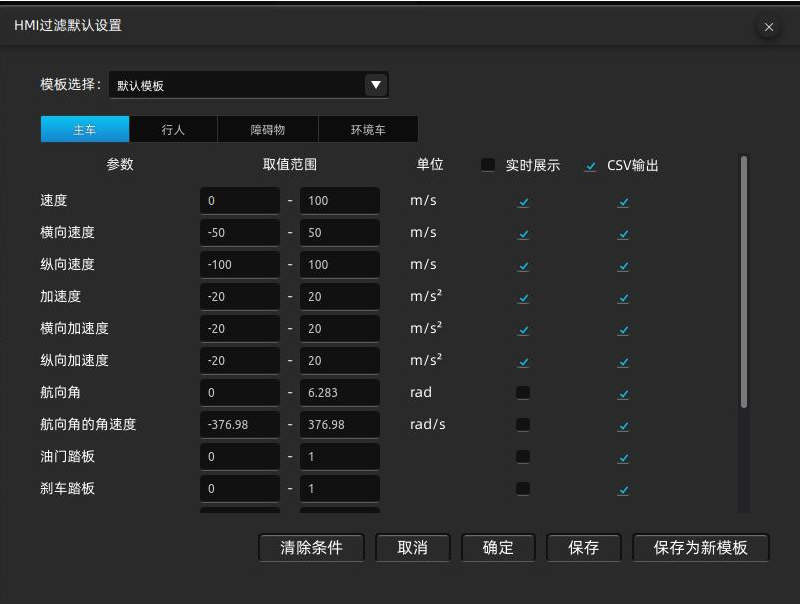 HMI过滤默认设置
模板选择： 默认模板
主车 行人 障碍物 环境车
参数 取值范围 单位 实时展示 CSV输出
速度 0 - 100 m/s
横向速度 -50 - 50 m/s
纵向速度 -100 - 100 m/s
加速度 -20 - 20 m/s²
横向加速度 -20 - 20 m/s²
纵向加速度 -20 - 20 m/s²
航向角 0 - 6.283 rad
航向角的角速度 -376.98 - 376.98 rad/s
油门踏板 0 - 1
刹车踏板 0 - 1
清除条件 取消 确定 保存 保存为新模板